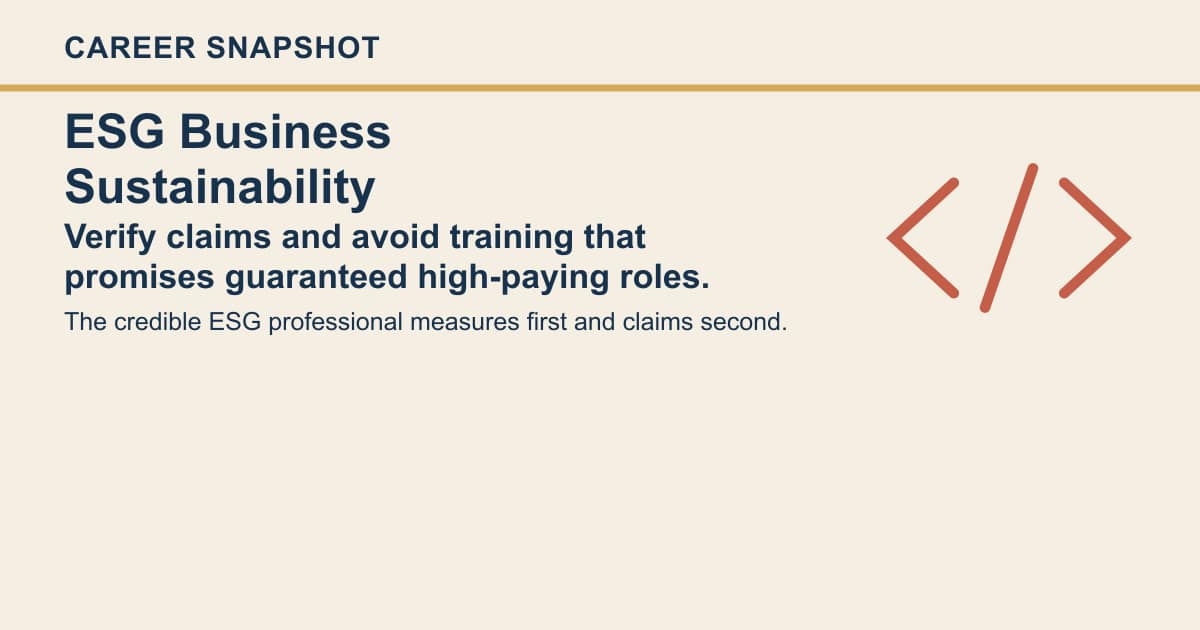 CAREER SNAPSHOT
ESG Business
Sustainability
Verify claims and avoid training that
promises guaranteed high-paying roles.
The credible ESG professional measures first and claims second.